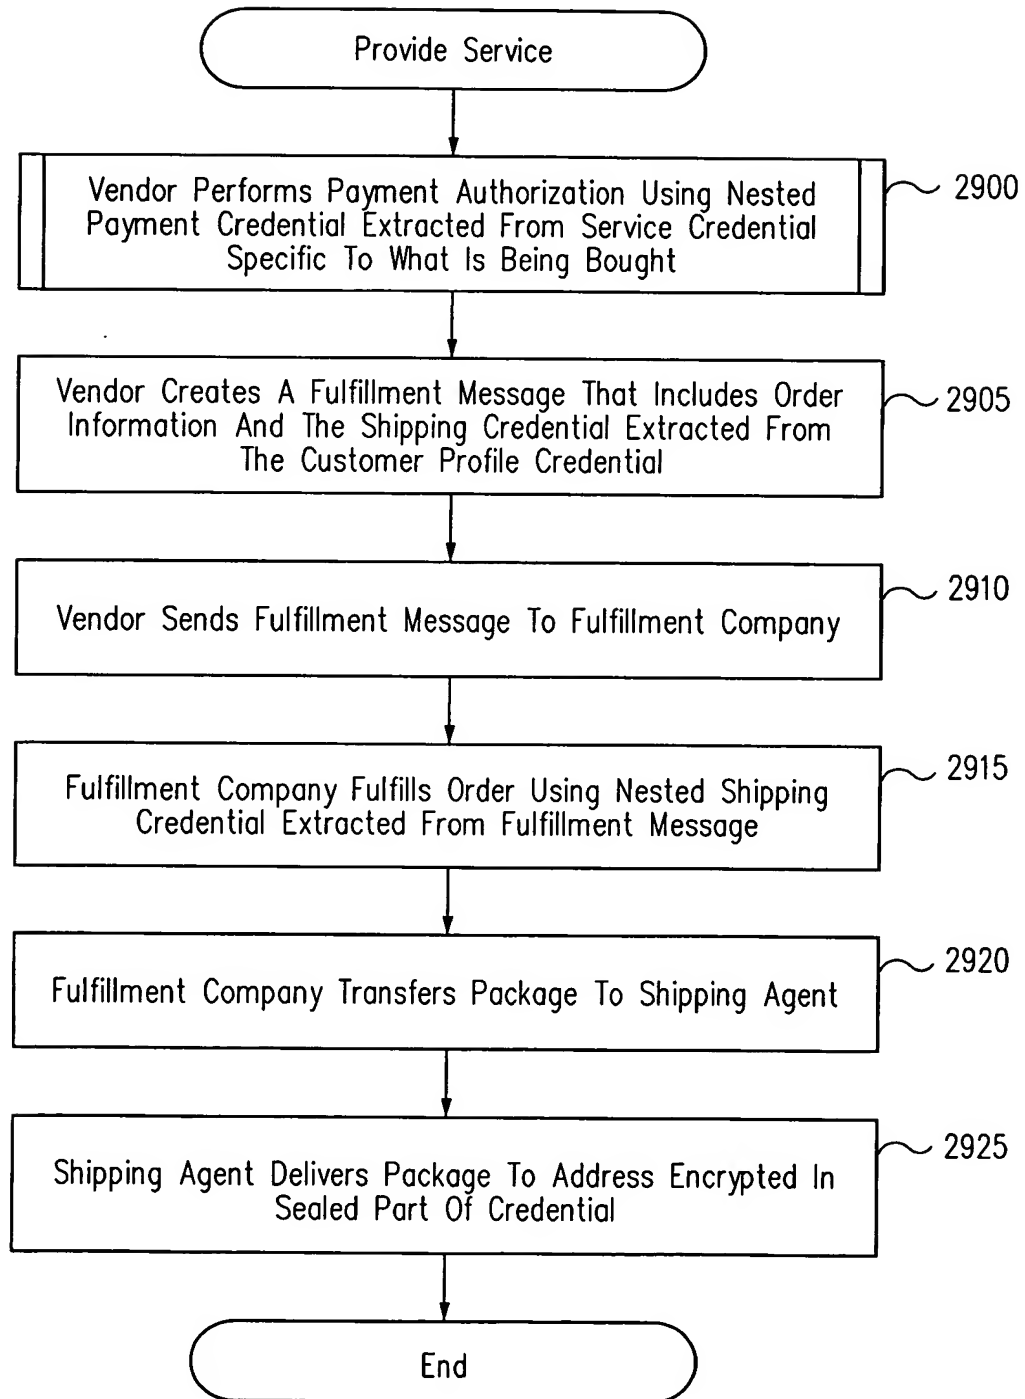 Provide Service
Vendor Performs Payment Authorization Using Nested
Payment Credential Extracted From Service Credential
Specific To What Is Being Bought
2900
Vendor Creates A Fulfillment Message That Includes Order
Information And The Shipping Credential Extracted From
The Customer Profile Credential
2905
Vendor Sends Fulfillment Message To Fulfillment Company
2910
Fulfillment Company Fulfills Order Using Nested Shipping
Credential Extracted From Fulfillment Message
2915
Fulfillment Company Transfers Package To Shipping Agent
2920
Shipping Agent Delivers Package To Address Encrypted In
Sealed Part Of Credential
2925
End